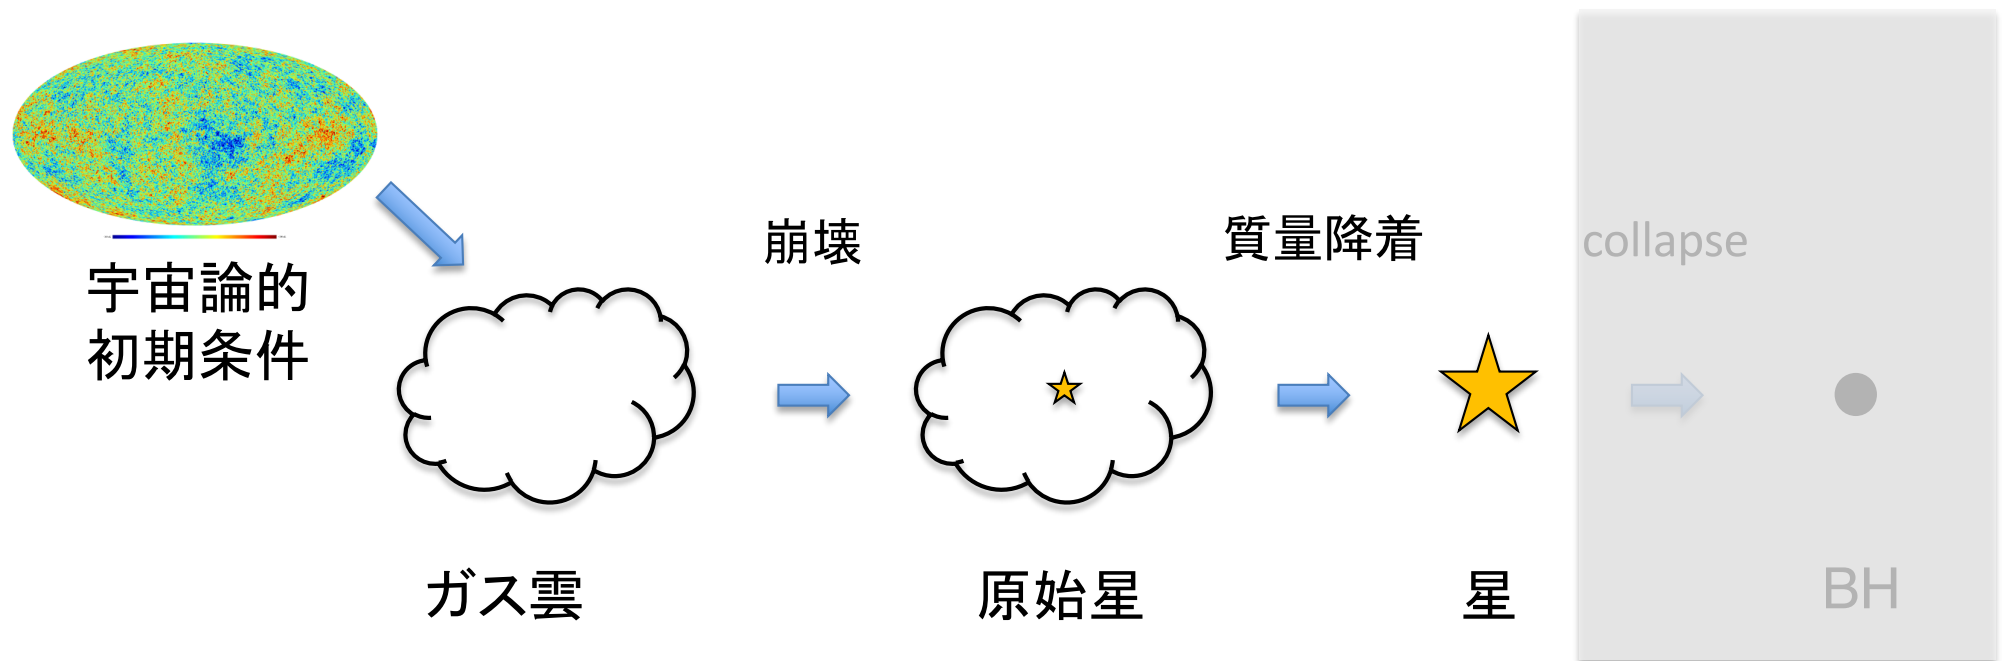 宇宙論的
初期条件
崩壊
質量降着
collapse
ガス雲
原始星
星
BH